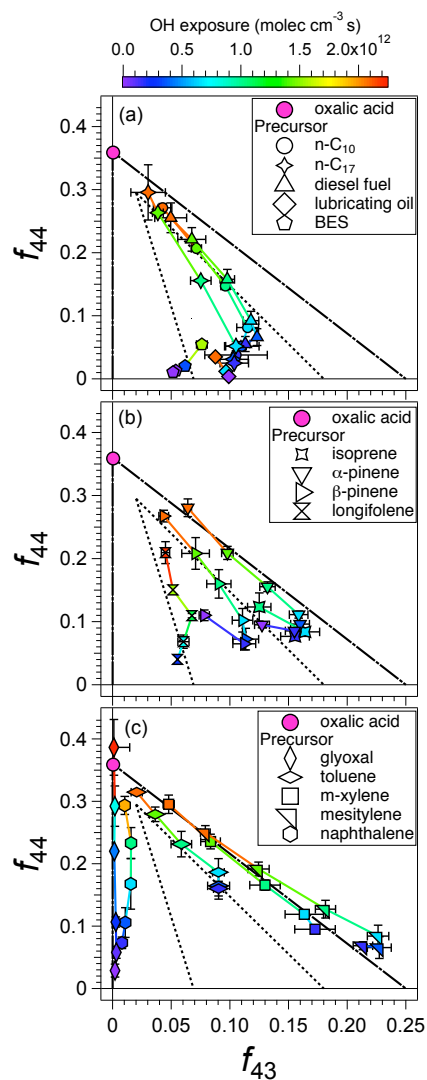 OH exposure (molec cm⁻³ s)
0.0 0.5 1.0 1.5 2.0x10¹²
(a)
oxalic acid
Precursor
n-C₁₀
n-C₁₇
diesel fuel
lubricating oil
BES
f₄₄
0.4
0.3
0.2
0.1
0
(b)
oxalic acid
Precursor
isoprene
α-pinene
β-pinene
longifolene
f₄₄
0.4
0.3
0.2
0.1
0
(c)
oxalic acid
Precursor
glyoxal
toluene
m-xylene
mesitylene
naphthalene
f₄₄
0.4
0.3
0.2
0.1
0
0 0.05 0.10 0.15 0.20 0.25
f₄₃